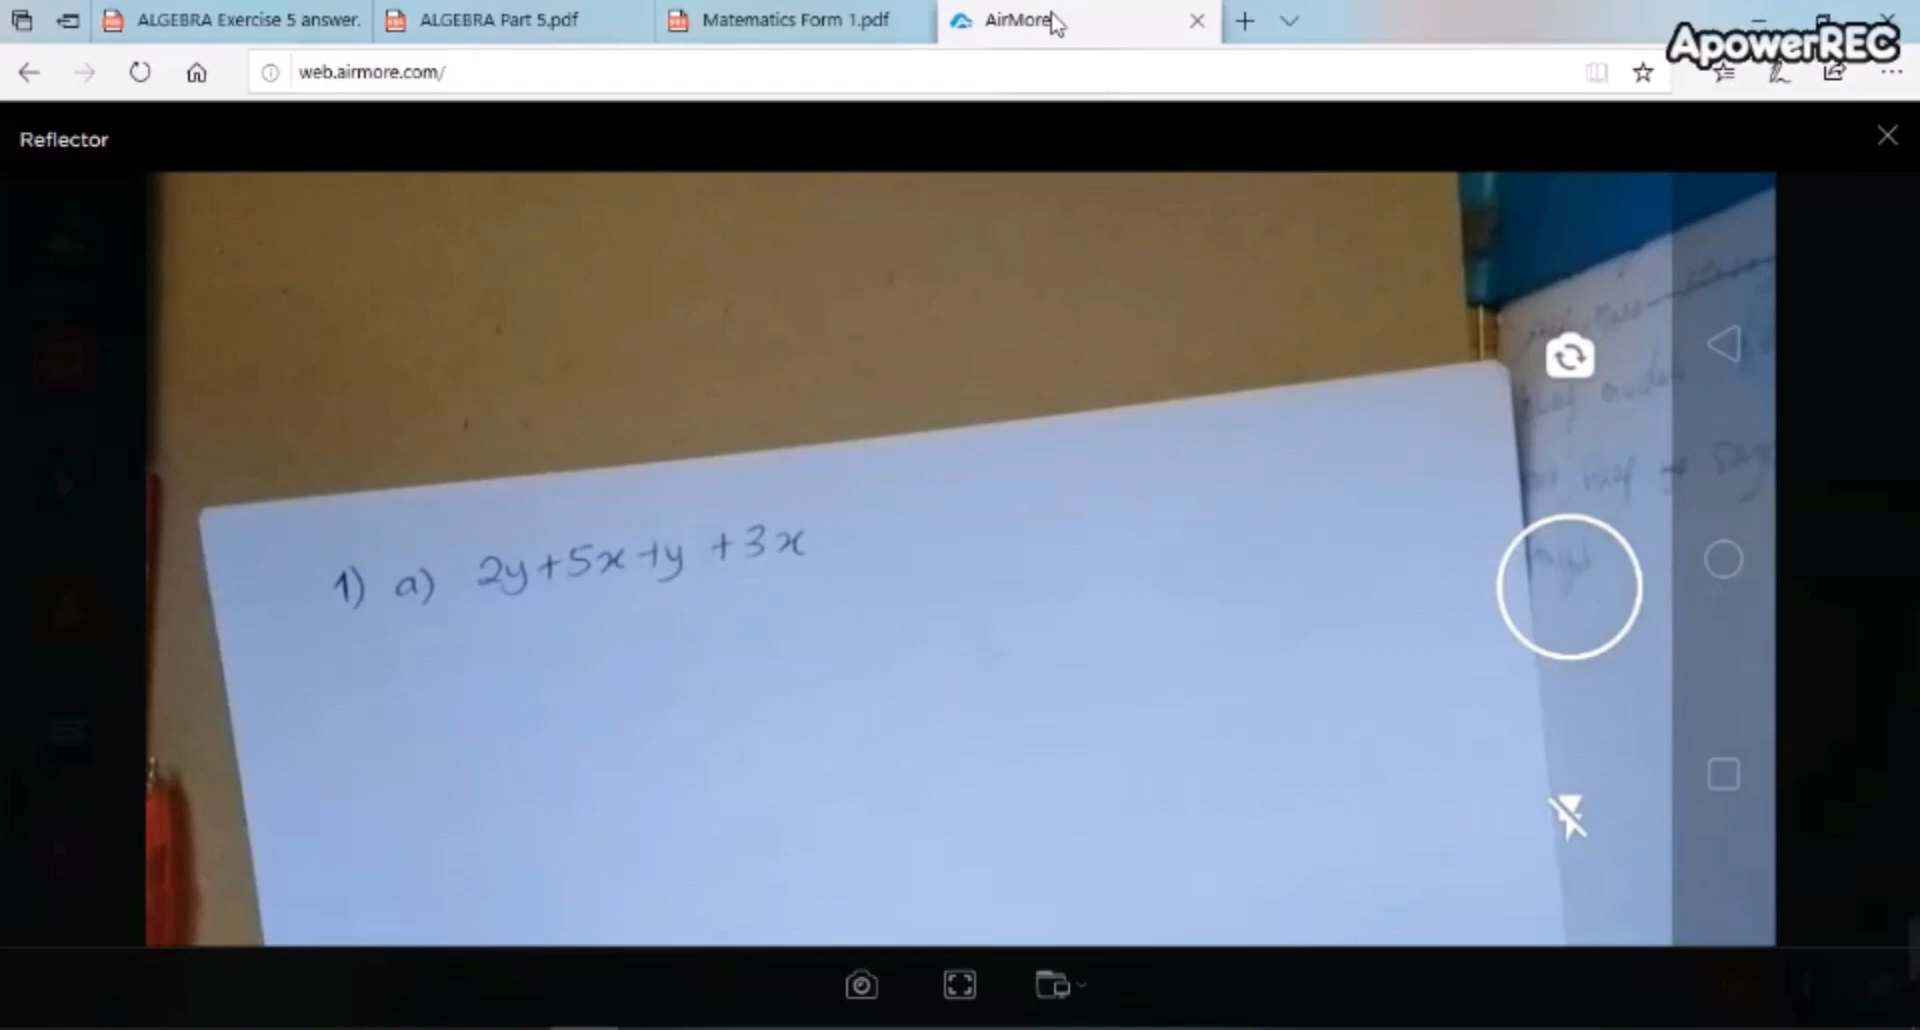 ALGEBRA Exercise 5 answer.
ALGEBRA Part 5.pdf
Matematics Form 1.pdf
AirMore
ApowerREC
web.airmore.com/
Reflector
1) a) 2y+5x+y +3x